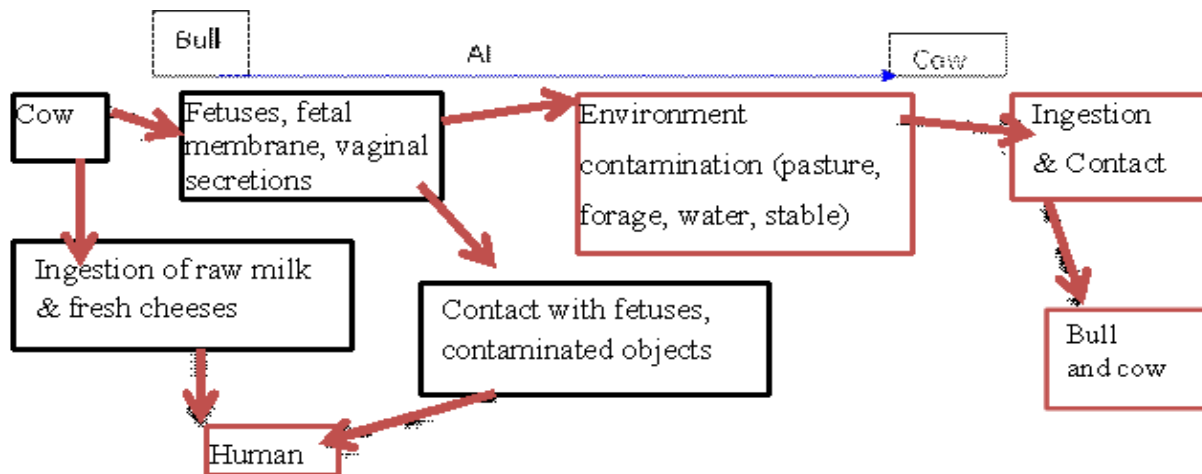 Bull
AI
Cow
Cow
Fetuses, fetal
membrane, vaginal
secretions
Environment
contamination (pasture,
forage, water, stable)
Ingestion
& Contact
Ingestion of raw milk
& fresh cheeses
Contact with fetuses,
contaminated objects
Bull
and cow
Human